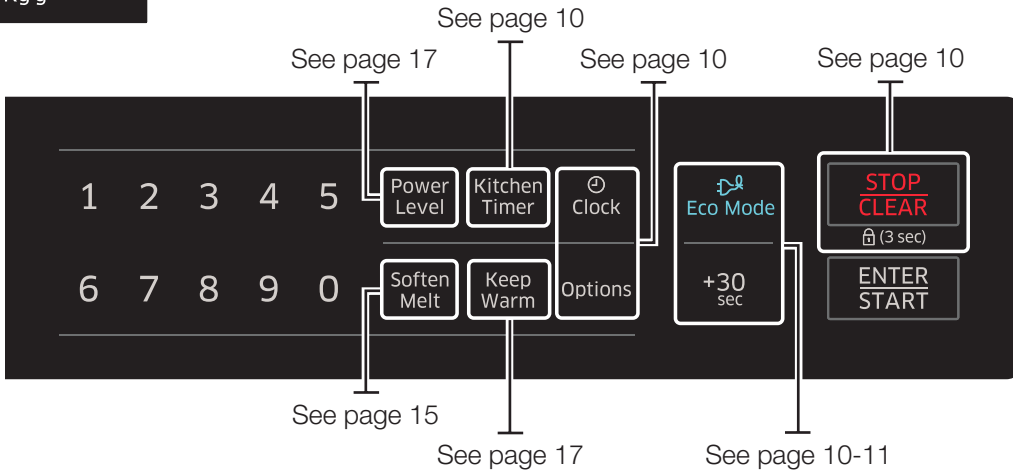 See page 10
See page 17
See page 10
See page 10
1 2 3 4 5
Power
Level
Kitchen
Timer
Clock
Eco Mode
STOP
CLEAR
(3 sec)
6 7 8 9 0
Soften
Melt
Keep
Warm
Options
+30
sec
ENTER
START
See page 15
See page 17
See page 10-11